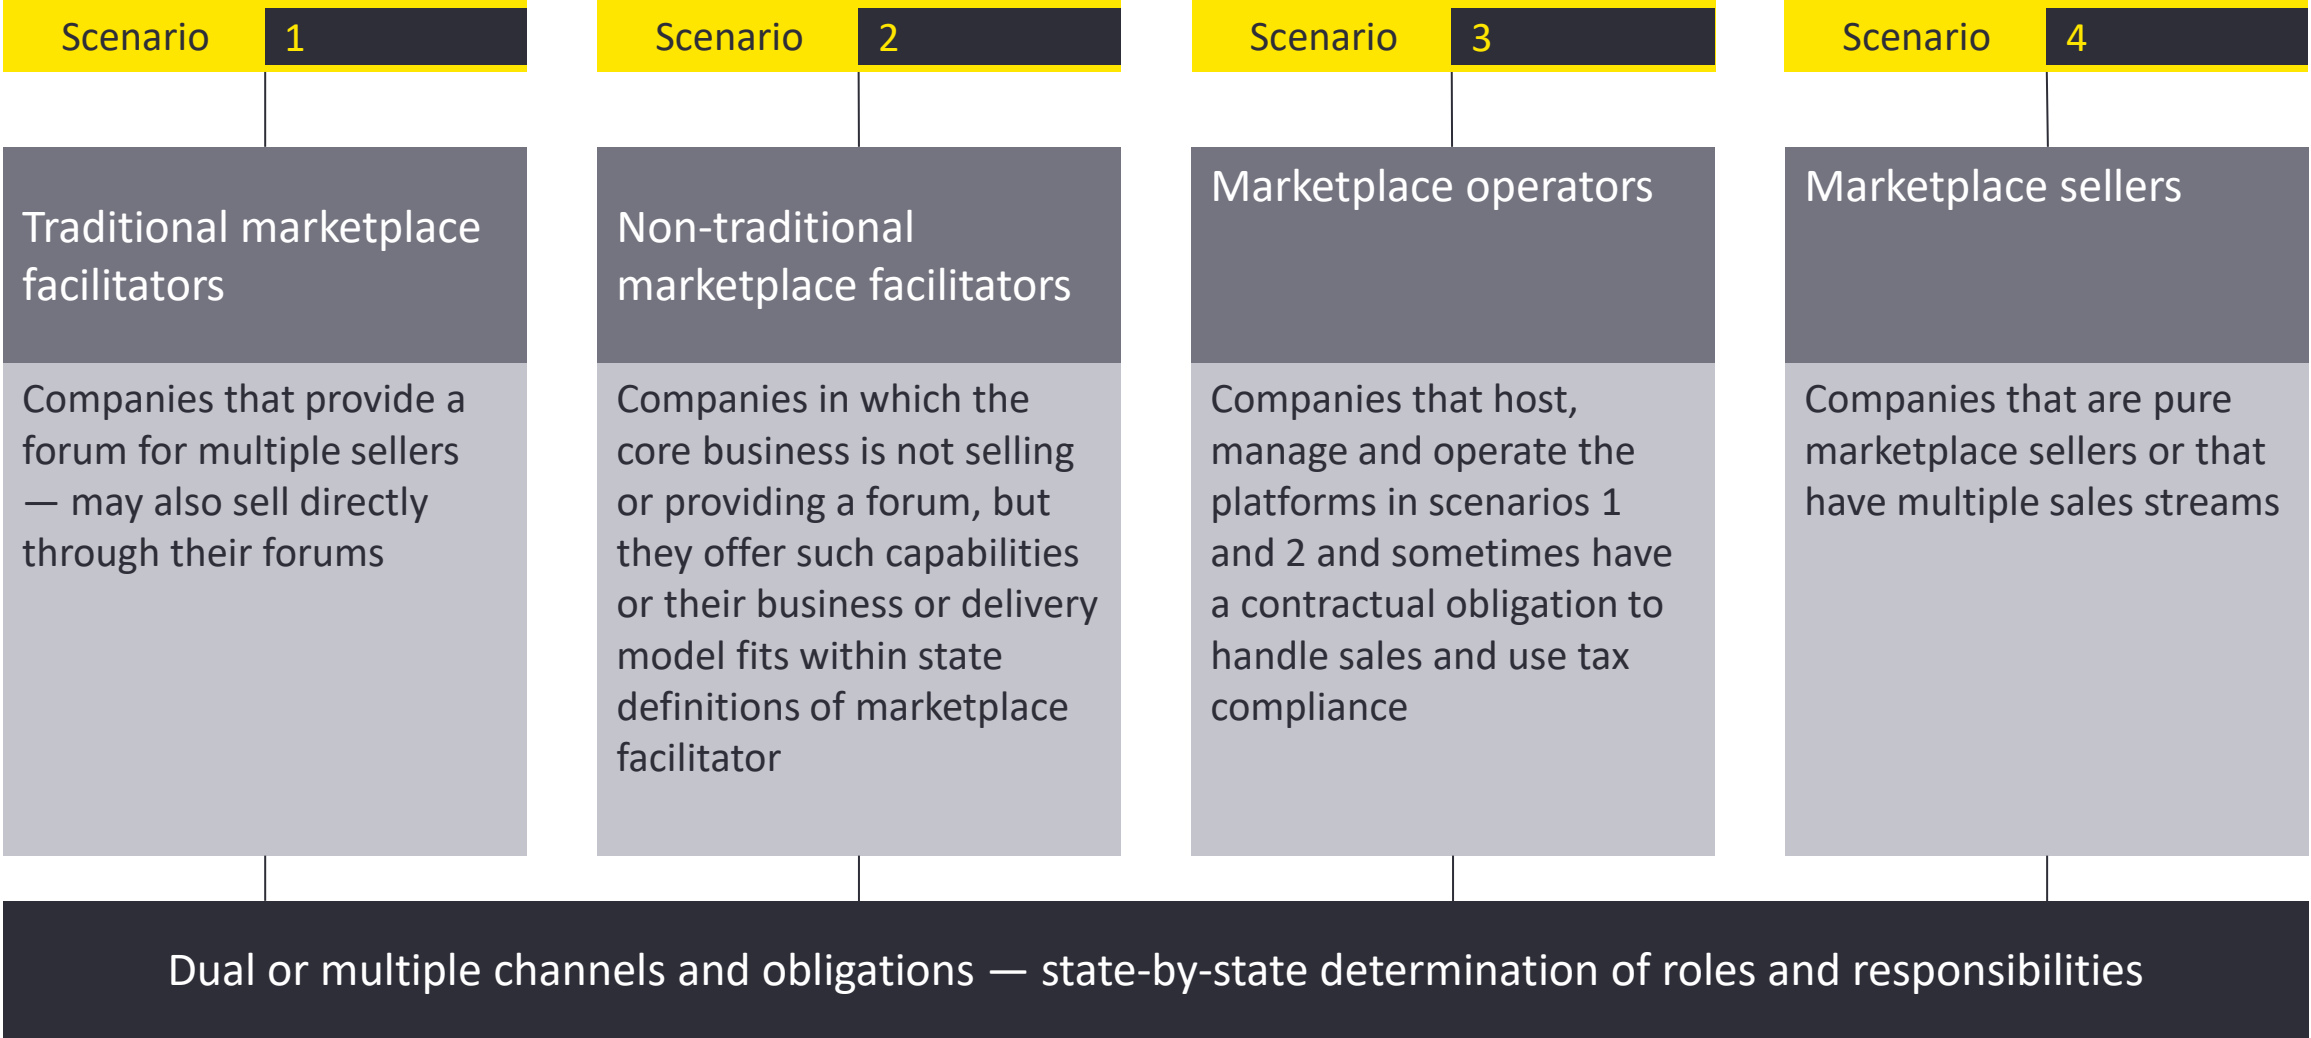 Scenario 1
Traditional marketplace
facilitators
Companies that provide a
forum for multiple sellers
— may also sell directly
through their forums
Scenario 2
Non-traditional
marketplace facilitators
Companies in which the
core business is not selling
or providing a forum, but
they offer such capabilities
or their business or delivery
model fits within state
definitions of marketplace
facilitator
Scenario 3
Marketplace operators
Companies that host,
manage and operate the
platforms in scenarios 1
and 2 and sometimes have
a contractual obligation to
handle sales and use tax
compliance
Scenario 4
Marketplace sellers
Companies that are pure
marketplace sellers or that
have multiple sales streams
Dual or multiple channels and obligations — state-by-state determination of roles and responsibilities